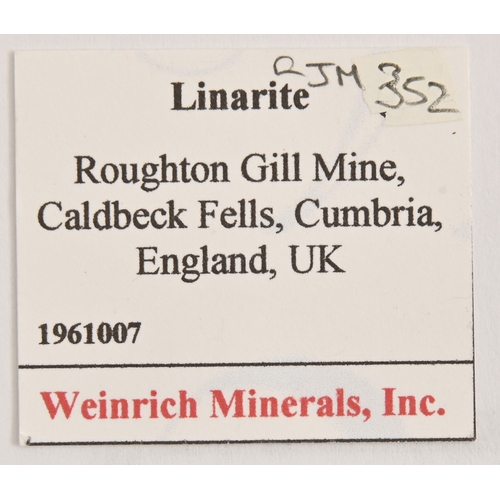 RJM 352
Linarite
Roughton Gill Mine,
Caldbeck Fells, Cumbria,
England, UK
1961007
Weinrich Minerals, Inc.